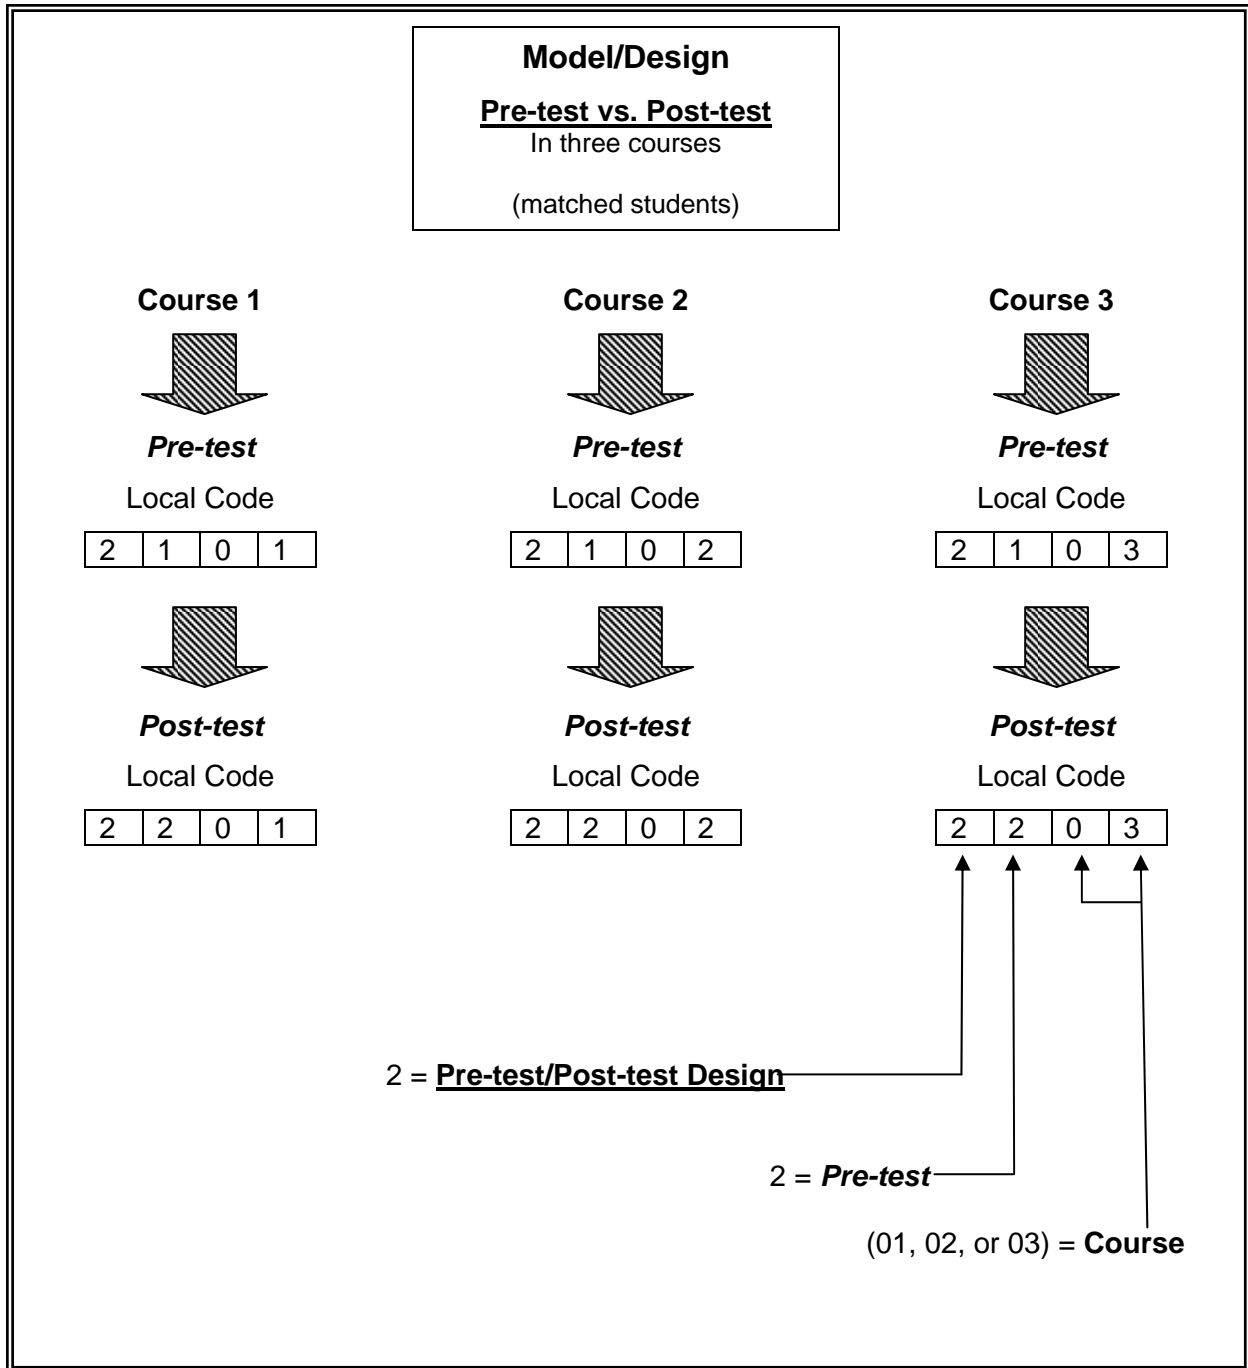 Model/Design
Pre-test vs. Post-test
In three courses
(matched students)
Course 1
Course 2
Course 3
Pre-test
Pre-test
Pre-test
Local Code
Local Code
Local Code
2 1 0 1
2 1 0 2
2 1 0 3
Post-test
Post-test
Post-test
Local Code
Local Code
Local Code
2 2 0 1
2 2 0 2
2 2 0 3
2 = Pre-test/Post-test Design
2 = Pre-test
(01, 02, or 03) = Course